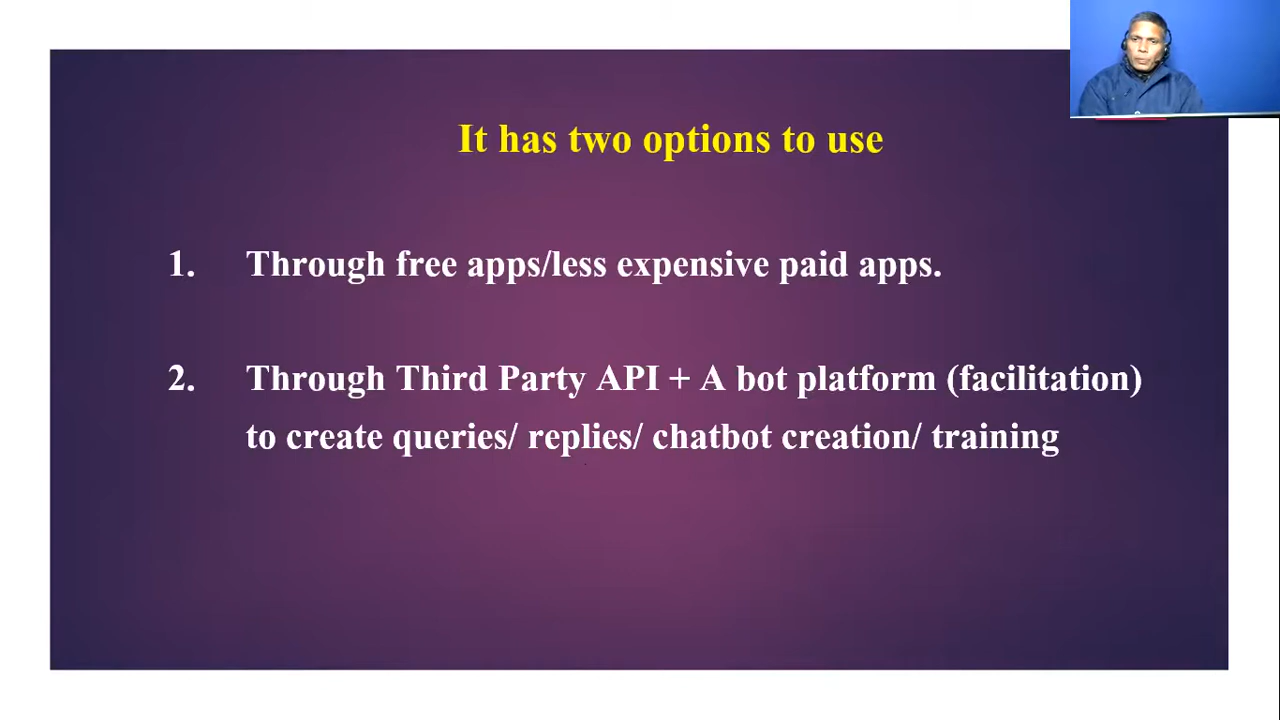 It has two options to use
1. Through free apps/less expensive paid apps.
2. Through Third Party API + A bot platform (facilitation)
to create queries/ replies/ chatbot creation/ training